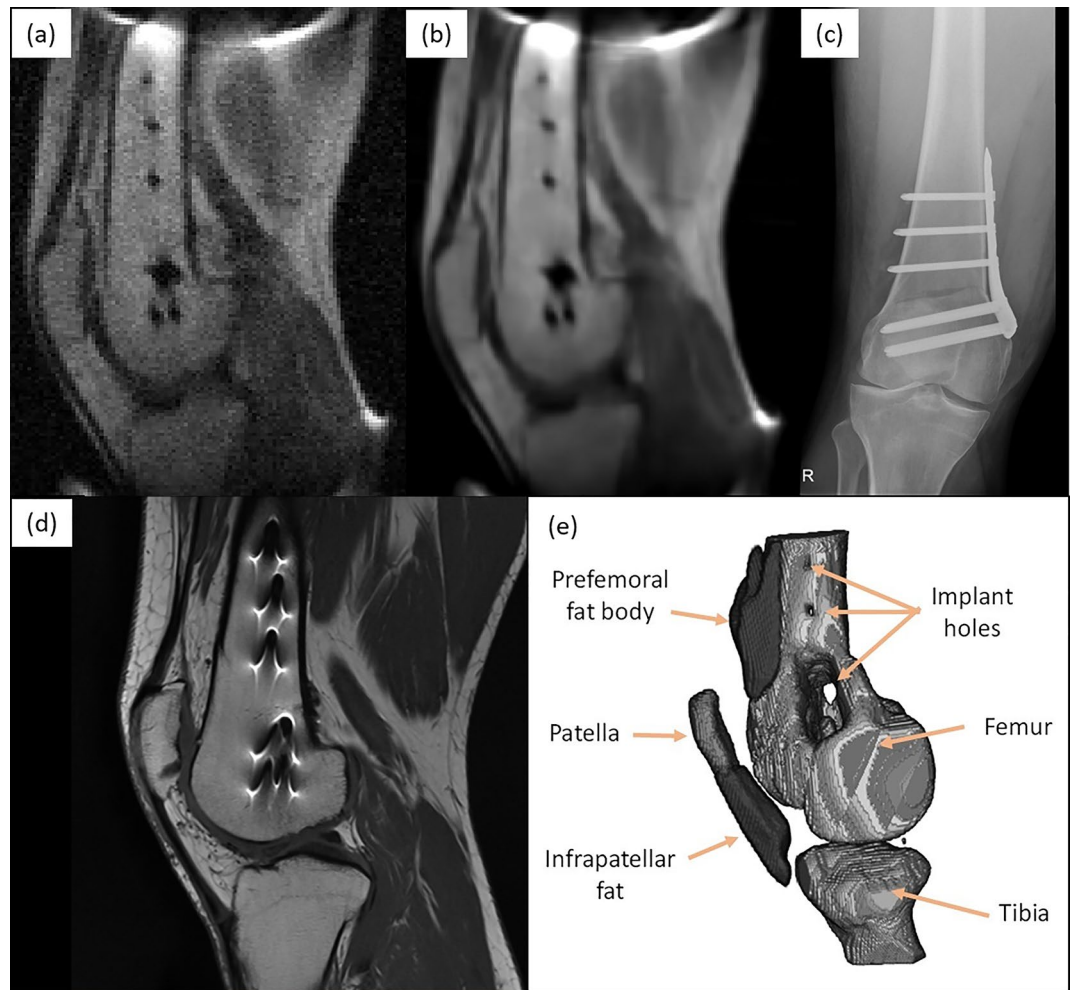 (a)
(b)
(c)
R
(d)
(e)
Prefemoral
fat body
Implant
holes
Patella
Femur
Infrapatellar
fat
Tibia